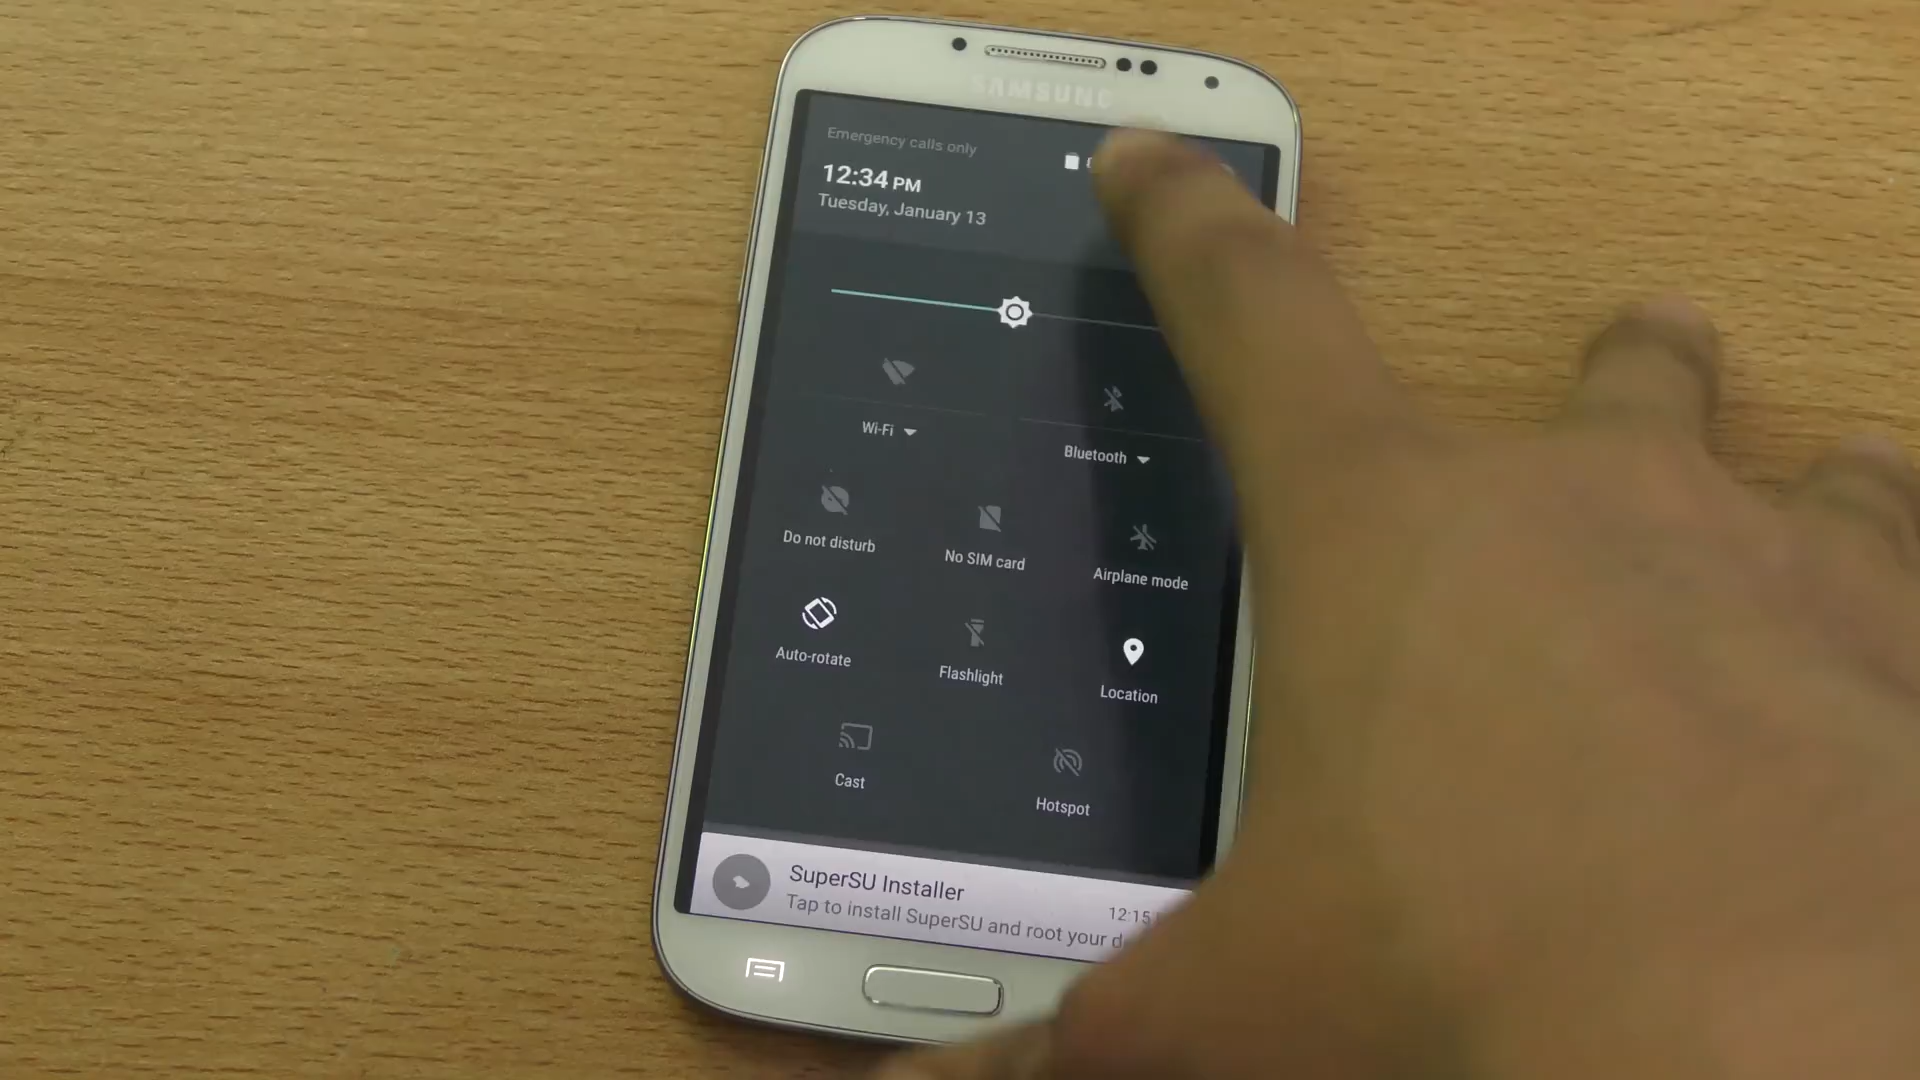 SAMSUNG
Emergency calls only
12:34 PM
Tuesday, January 13
Wi-Fi
Bluetooth
Do not disturb
No SIM card
Airplane mode
Auto-rotate
Flashlight
Location
Cast
Hotspot
SuperSU Installer
12:15
Tap to install SuperSU and root your d